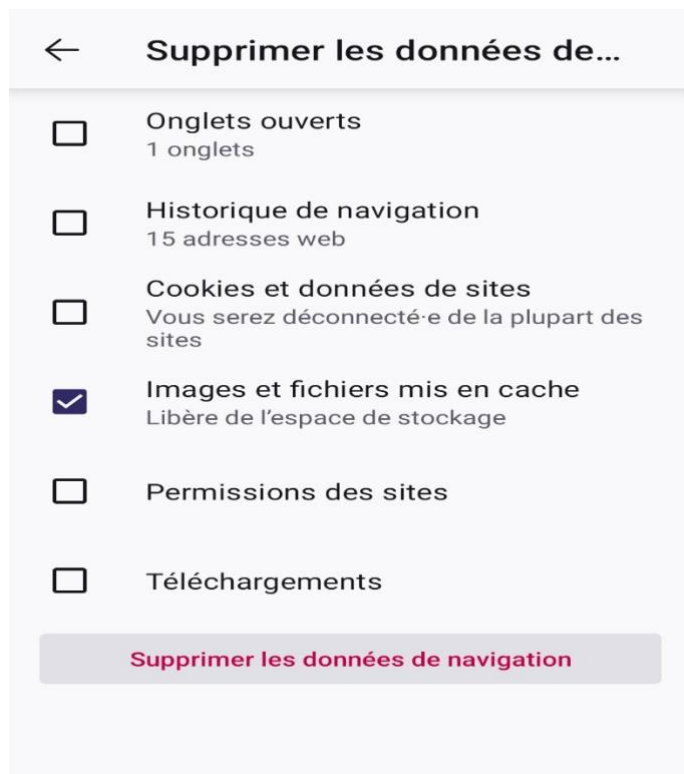 Supprimer les données de...
Onglets ouverts
1 onglets
Historique de navigation
15 adresses web
Cookies et données de sites
Vous serez déconnecté·e de la plupart des
sites
Images et fichiers mis en cache
Libère de l’espace de stockage
Permissions des sites
Téléchargements
Supprimer les données de navigation